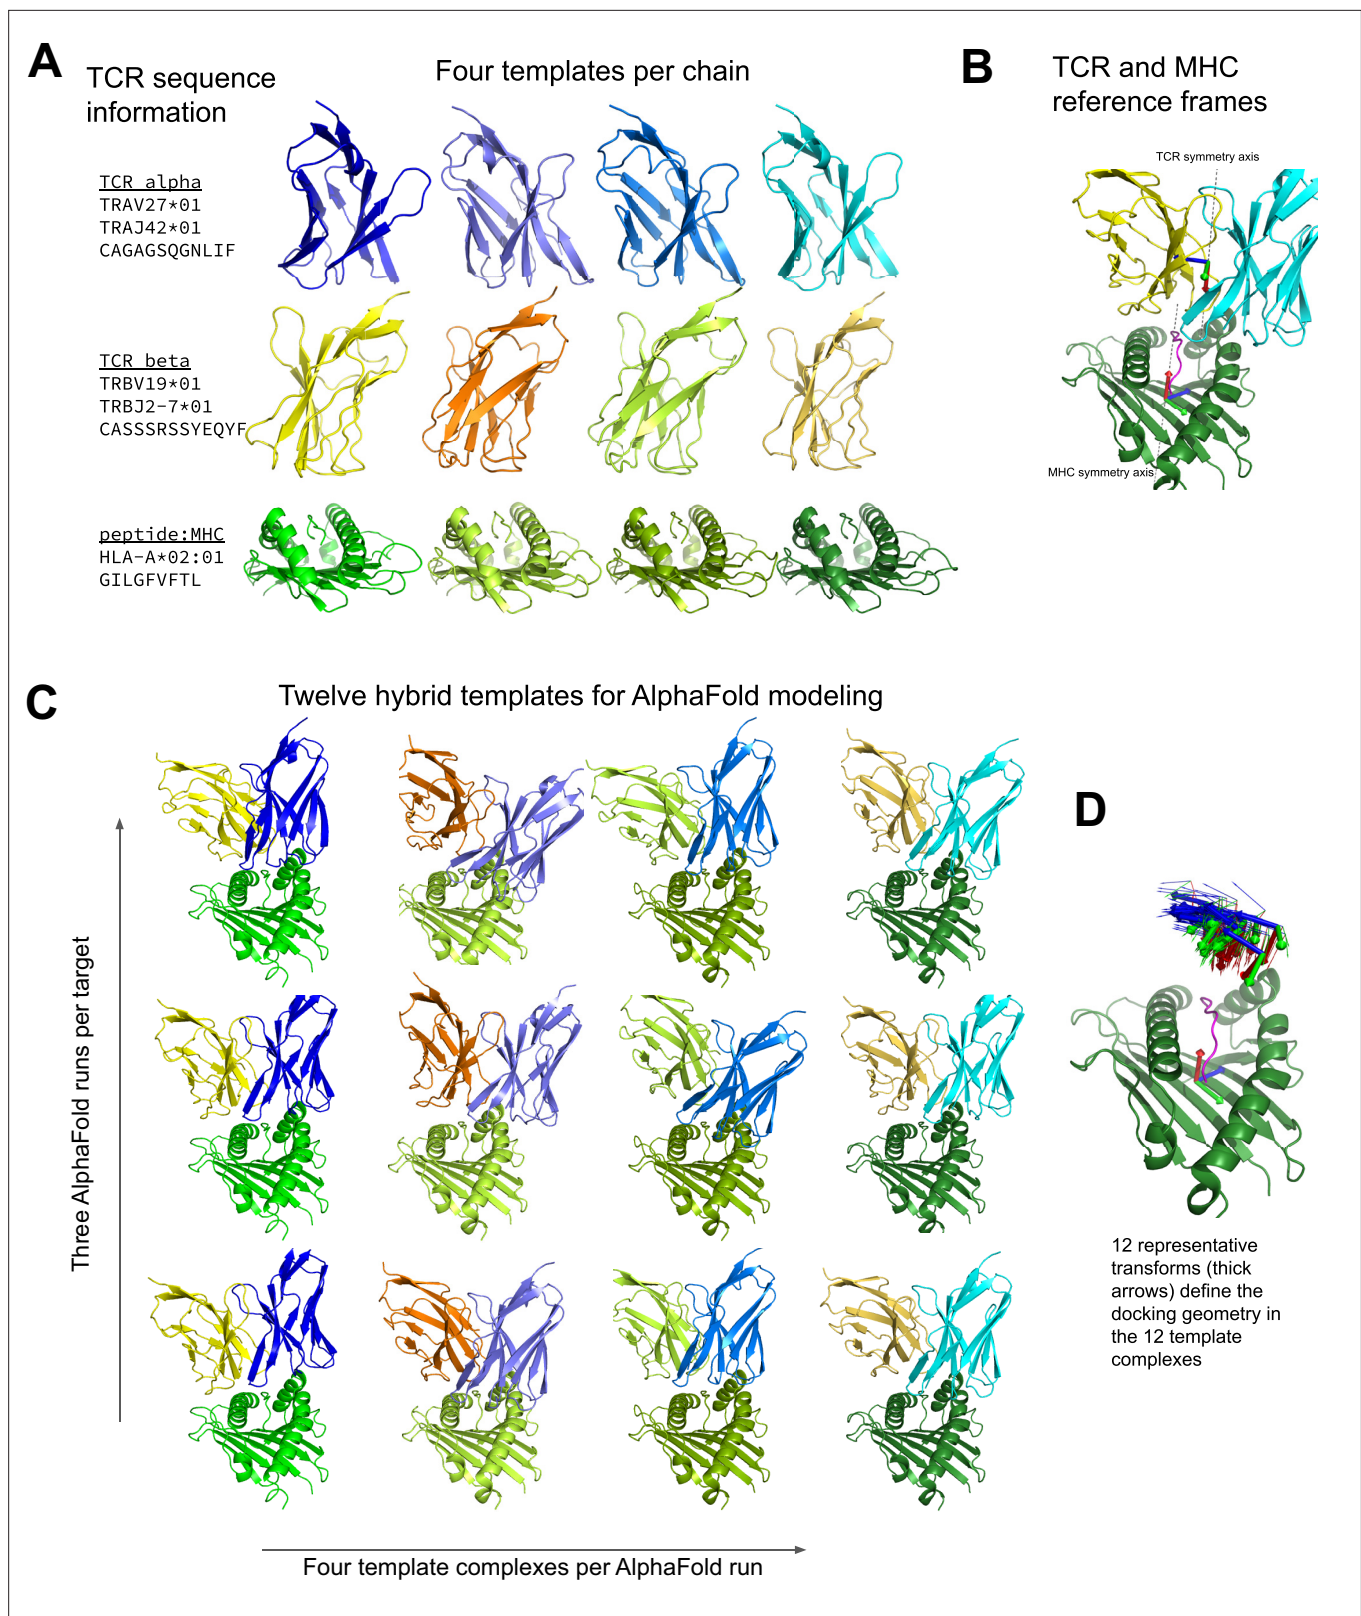 A
TCR sequence
information
Four templates per chain
TCR alpha
TRAV27*01
TRAJ42*01
CAGAGSQGNLIF
TCR beta
TRBV19*01
TRBJ2-7*01
CASSSRSSYEQYF
peptide:MHC
HLA-A*02:01
GILGFVFTL
B
TCR and MHC
reference frames
TCR symmetry axis
MHC symmetry axis
C
Twelve hybrid templates for AlphaFold modeling
Three AlphaFold runs per target
Four template complexes per AlphaFold run
D
12 representative
transforms (thick
arrows) define the
docking geometry in
the 12 template
complexes